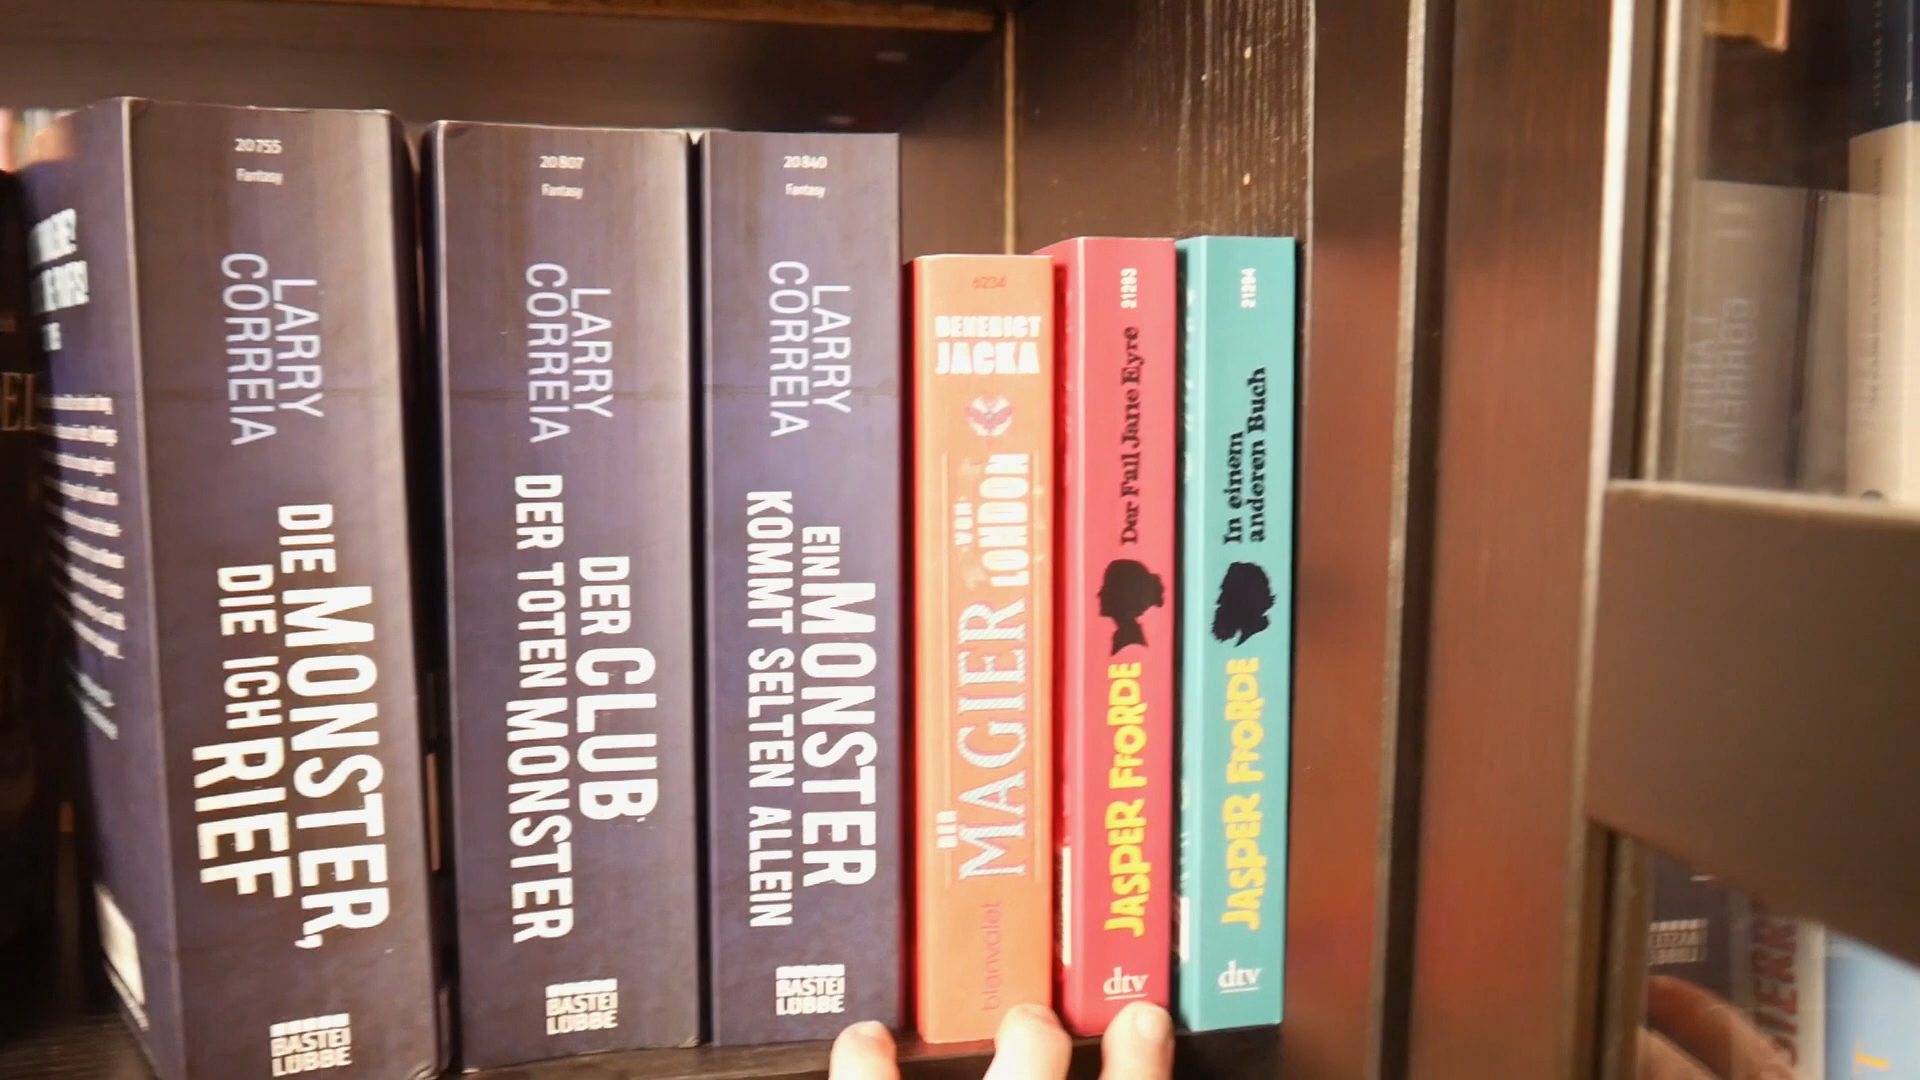 20755
Fantasy
LARRY
CORREIA
DIE MONSTER,
DIE ICH RIEF
BASTEI
LÜBBE
20807
Fantasy
LARRY
CORREIA
DER CLUB
DER TOTEN MONSTER
BASTEI
LÜBBE
20840
Fantasy
LARRY
CORREIA
EIN MONSTER
KOMMT SELTEN ALLEIN
BASTEI
LÜBBE
6234
BENEDICT
JACKA
DER
MAGIER
VON
LONDON
blanvalet
21293
Der Fall Jane Eyre
JASPER FFORDE
dtv
21294
In einem
anderen Buch
JASPER FFORDE
dtv